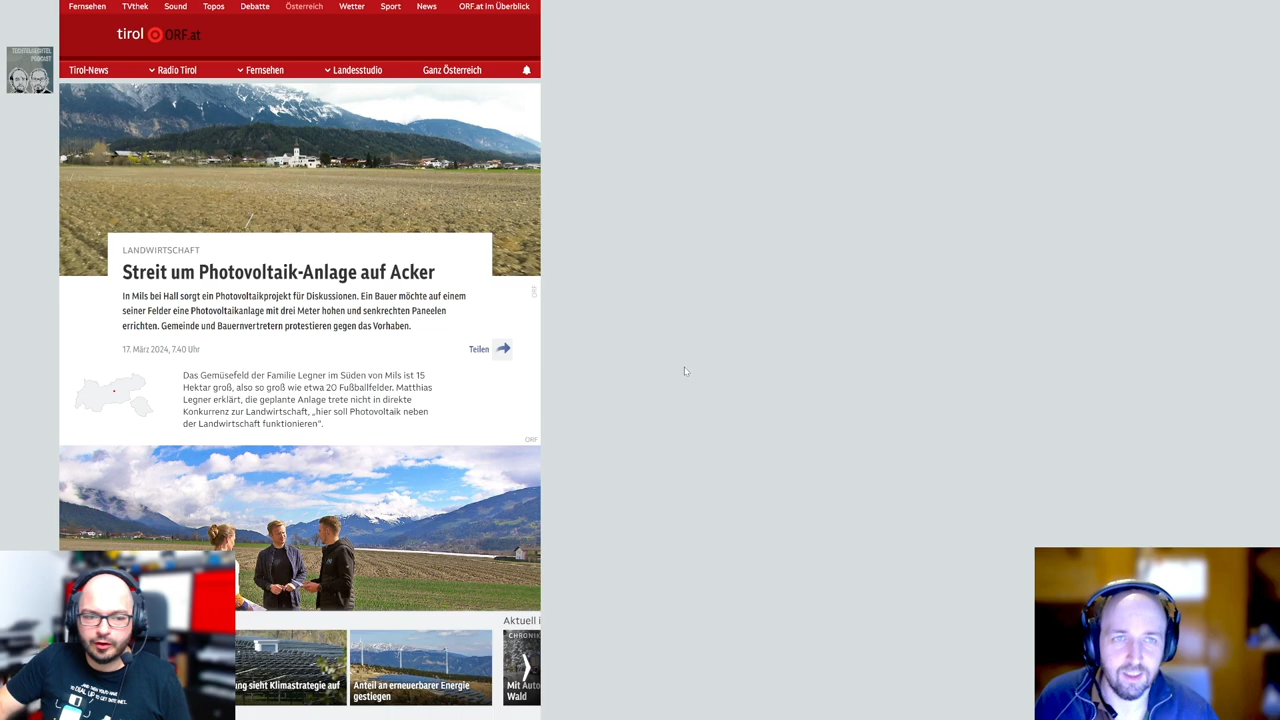 Fernsehen TVthek Sound Topos Debatte Österreich Wetter Sport News ORF.at im Überblick
tirol ORF.at
Tirol-News Radio Tirol Fernsehen Landesstudio Ganz Österreich
TECHTELMECHTEL
PODCAST
LANDWIRTSCHAFT
Streit um Photovoltaik-Anlage auf Acker
In Mils bei Hall sorgt ein Photovoltaikprojekt für Diskussionen. Ein Bauer möchte auf einem
seiner Felder eine Photovoltaikanlage mit drei Meter hohen und senkrechten Paneelen
errichten. Gemeinde und Bauernvertretern protestieren gegen das Vorhaben.
ORF
17. März 2024, 7.40 Uhr
Teilen
Das Gemüsefeld der Familie Legner im Süden von Mils ist 15
Hektar groß, also so groß wie etwa 20 Fußballfelder. Matthias
Legner erklärt, die geplante Anlage trete nicht in direkte
Konkurrenz zur Landwirtschaft, „hier soll Photovoltaik neben
der Landwirtschaft funktionieren“.
ORF
Aktuell i
CHRONIK
ng sieht Klimastrategie auf
Anteil an erneuerbarer Energie
gestiegen
Mit Auto
Wald